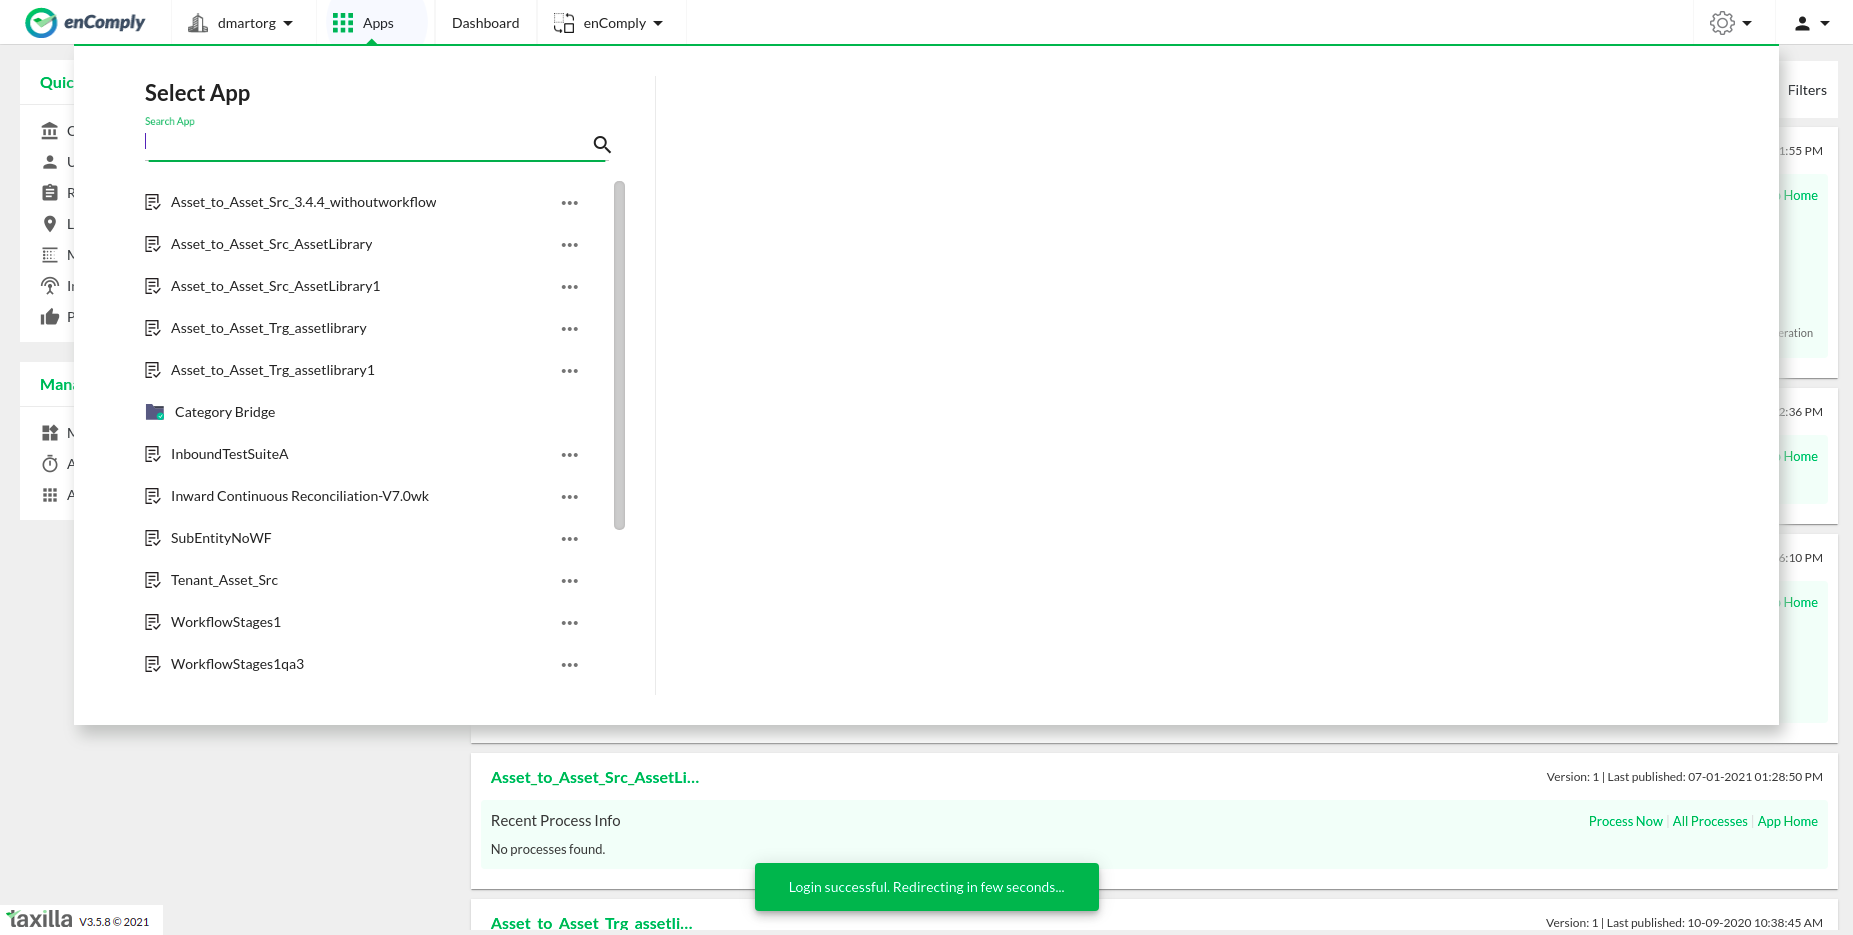 enComply
dmartorg
Apps
Dashboard
enComply
Select App
Search App
Asset_to_Asset_Src_3.4.4_withoutworkflow
Asset_to_Asset_Src_AssetLibrary
Asset_to_Asset_Src_AssetLibrary1
Asset_to_Asset_Trg_assetlibrary
Asset_to_Asset_Trg_assetlibrary1
Category Bridge
InboundTestSuiteA
Inward Continuous Reconciliation-V7.0wk
SubEntityNoWF
Tenant_Asset_Src
WorkflowStages1
WorkflowStages1qa3
Quic
Mana
Filters
1:55 PM
Home
eration
2:36 PM
Home
6:10 PM
Home
Asset_to_Asset_Src_AssetLi...
Version: 1 | Last published: 07-01-2021 01:28:50 PM
Recent Process Info
Process Now | All Processes | App Home
No processes found.
Login successful. Redirecting in few seconds...
Asset_to_Asset_Trg_assetli...
Version: 1 | Last published: 10-09-2020 10:38:45 AM
taxilla V3.5.8 © 2021